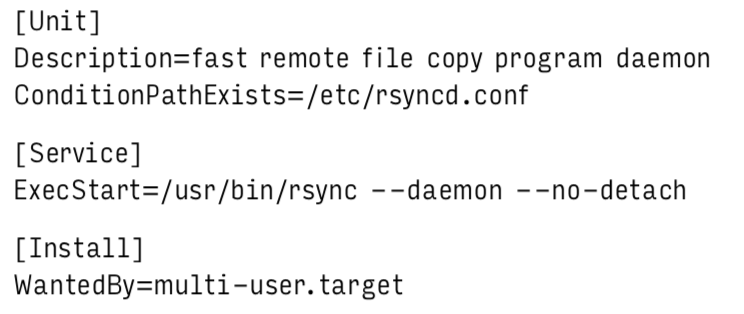 [Unit]
Description=fast remote file copy program daemon
ConditionPathExists=/etc/rsyncd.conf
[Service]
ExecStart=/usr/bin/rsync --daemon --no-detach
[Install]
WantedBy=multi-user.target